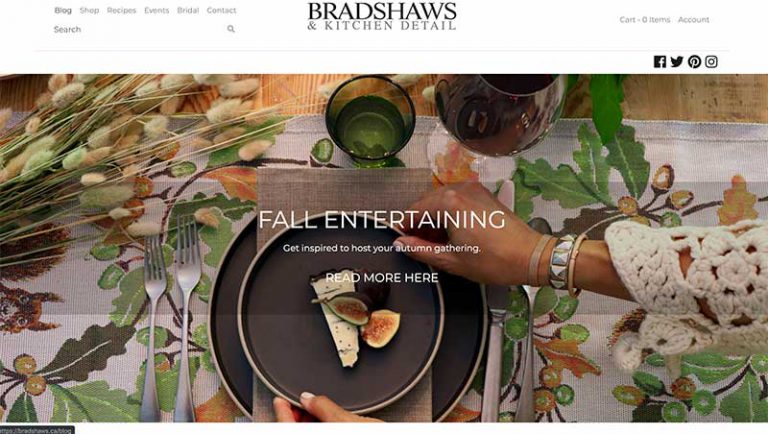 Blog Shop Recipes Events Bridal Contact
Search
BRADSHAWS
& KITCHEN DETAIL
Cart - 0 Items Account
FALL ENTERTAINING
Get inspired to host your autumn gathering.
READ MORE HERE
https://bradshaws.ca/blog